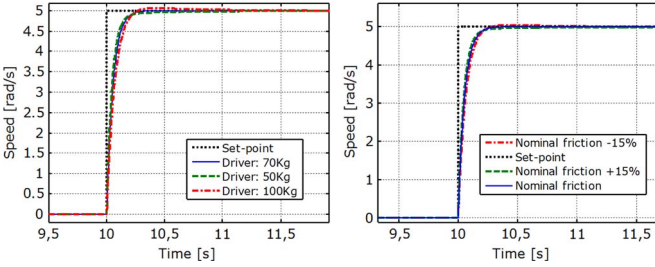 5
4.5
4
3.5
3
2.5
2
1.5
1
0.5
0
Speed [rad/s]
Set-point
Driver: 70Kg
Driver: 50Kg
Driver: 100Kg
9,5 10 10,5 11 11,5
Time [s]
5
4
3
2
1
0
Speed [rad/s]
Nominal friction -15%
Set-point
Nominal friction +15%
Nominal friction
9,5 10 10,5 11 11,5
Time [s]